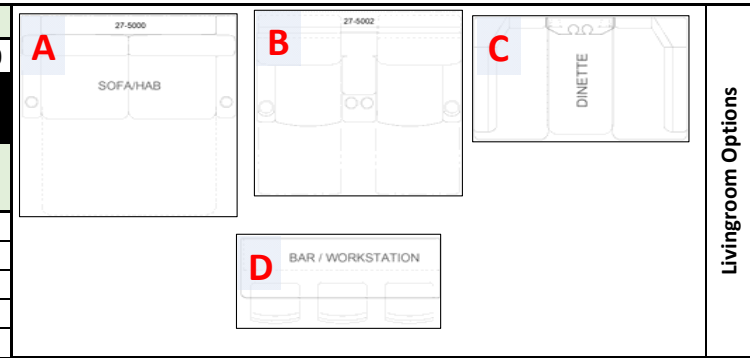 A
27-5000
SOFA/HAB
B
27-5002
C
DINETTE
D
BAR / WORKSTATION
Livingroom Options